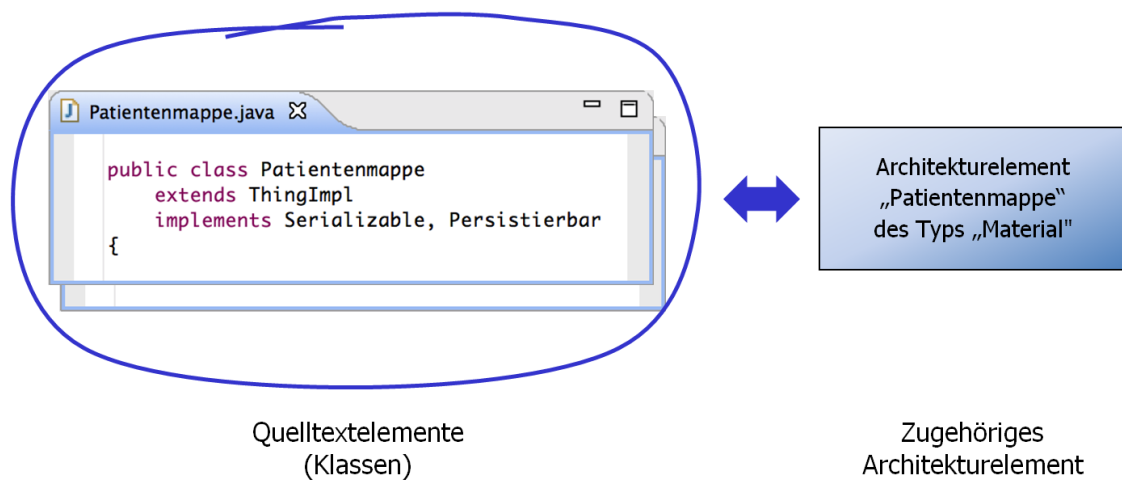 Patientenmappe.java
public class Patientenmappe
extends ThingImpl
implements Serializable, Persistierbar
{
Architekturelement
„Patientenmappe“
des Typs „Material"
Quelltextelemente
(Klassen)
Zugehöriges
Architekturelement